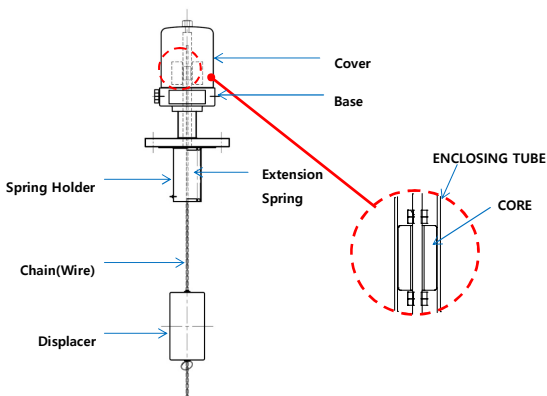 Cover
Base
ENCLOSING TUBE
Extension
Spring
Spring Holder
CORE
Chain(Wire)
Displacer